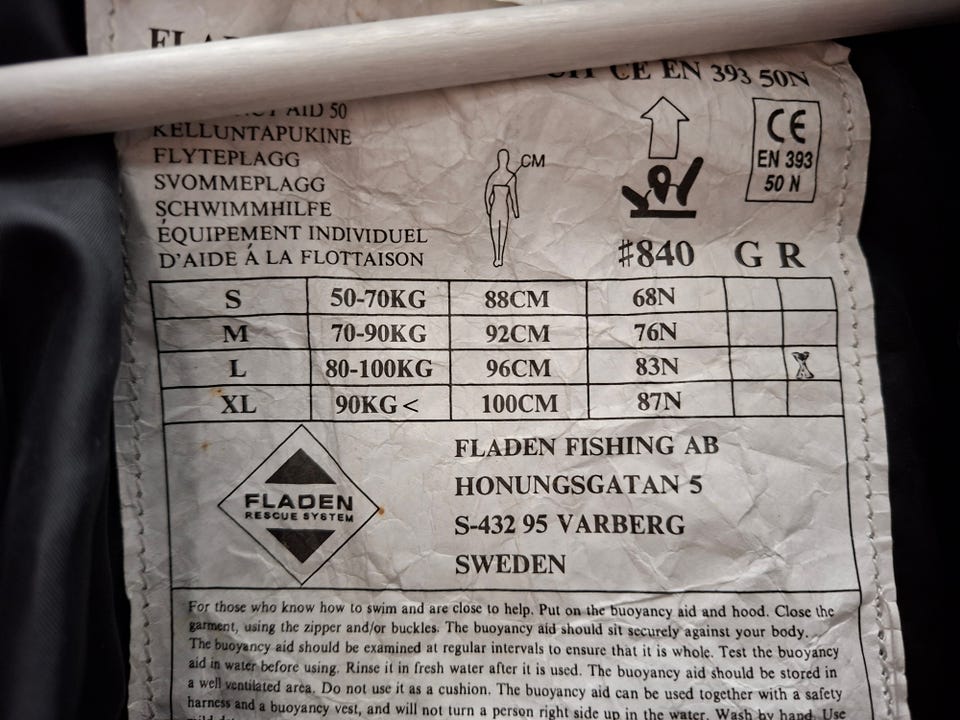 CE EN 393 50N
AID 50
KELLUNTAPUKINE
FLYTEPLAGG
SVOMMEPLAGG
SCHWIMMHILFE
ÉQUIPEMENT INDIVIDUEL
D'AIDE Á LA FLOTTAISON
CM
CE
EN 393
50 N
#840 G R
S 50-70KG 88CM 68N
M 70-90KG 92CM 76N
L 80-100KG 96CM 83N X
XL 90KG < 100CM 87N
FLADEN
RESCUE SYSTEM
FLADEN FISHING AB
HONUNGSGATAN 5
S-432 95 VARBERG
SWEDEN
For those who know how to swim and are close to help. Put on the buoyancy aid and hood. Close the
garment, using the zipper and/or buckles. The buoyancy aid should sit securely against your body.
The buoyancy aid should be examined at regular intervals to ensure that it is whole. Test the buoyancy
aid in water before using. Rinse it in fresh water after it is used. The buoyancy aid should be stored in
a well ventilated area. Do not use it as a cushion. The buoyancy aid can be used together with a safety
harness and a buoyancy vest, and will not turn a person right side up in the water. Wash by hand. Use